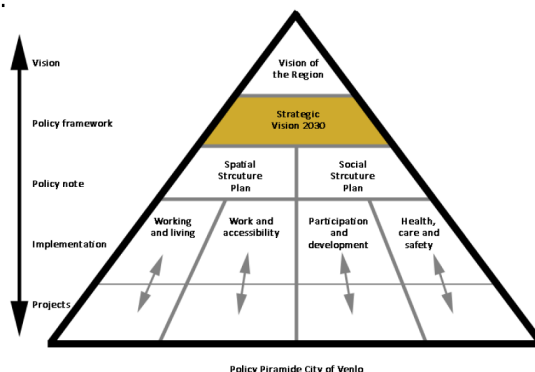 Vision
Vision of
the Region
Policy framework
Strategic
Vision 2030
Policy note
Spatial
Strcuture
Plan
Social
Strcuture
Plan
Implementation
Working
and living
Work and
accessibility
Participation
and
development
Health,
care and
safety
Projects
Policy Piramide City of Venlo